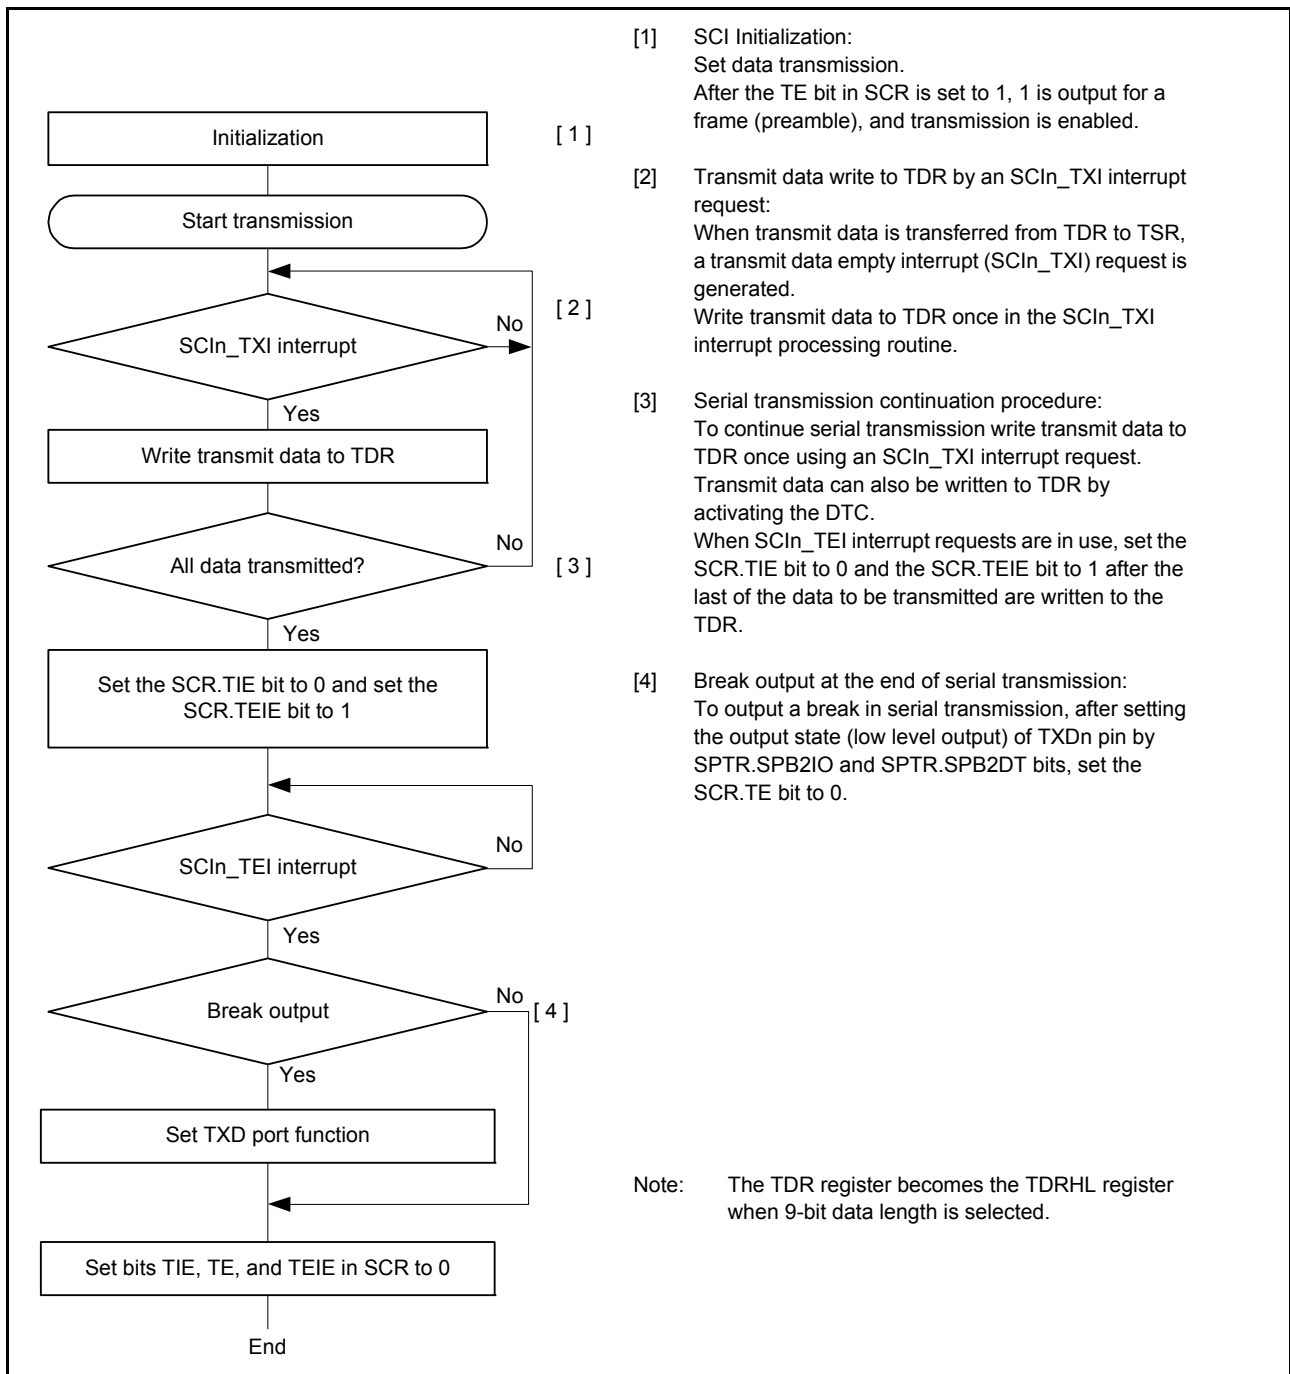 Initialization
[ 1 ]
Start transmission
[ 2 ]
SCIn_TXI interrupt
No
Yes
Write transmit data to TDR
All data transmitted?
No
[ 3 ]
Yes
Set the SCR.TIE bit to 0 and set the
SCR.TEIE bit to 1
SCIn_TEI interrupt
No
Yes
Break output
No
[ 4 ]
Yes
Set TXD port function
Set bits TIE, TE, and TEIE in SCR to 0
End
[1] SCI Initialization:
Set data transmission.
After the TE bit in SCR is set to 1, 1 is output for a
frame (preamble), and transmission is enabled.
[2] Transmit data write to TDR by an SCIn_TXI interrupt
request:
When transmit data is transferred from TDR to TSR,
a transmit data empty interrupt (SCIn_TXI) request is
generated.
Write transmit data to TDR once in the SCIn_TXI
interrupt processing routine.
[3] Serial transmission continuation procedure:
To continue serial transmission write transmit data to
TDR once using an SCIn_TXI interrupt request.
Transmit data can also be written to TDR by
activating the DTC.
When SCIn_TEI interrupt requests are in use, set the
SCR.TIE bit to 0 and the SCR.TEIE bit to 1 after the
last of the data to be transmitted are written to the
TDR.
[4] Break output at the end of serial transmission:
To output a break in serial transmission, after setting
the output state (low level output) of TXDn pin by
SPTR.SPB2IO and SPTR.SPB2DT bits, set the
SCR.TE bit to 0.
Note: The TDR register becomes the TDRHL register
when 9-bit data length is selected.